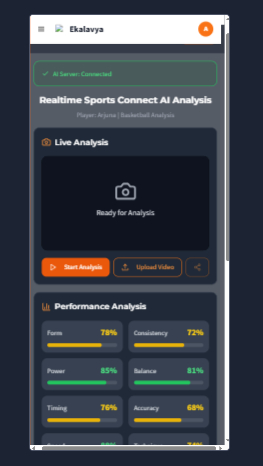 Ekalavya
A
AI Server: Connected
Realtime Sports Connect AI Analysis
Player: Arjuna | Basketball Analysis
Live Analysis
Ready for Analysis
Start Analysis
Upload Video
Performance Analysis
Form 78%
Consistency 72%
Power 85%
Balance 81%
Timing 76%
Accuracy 68%